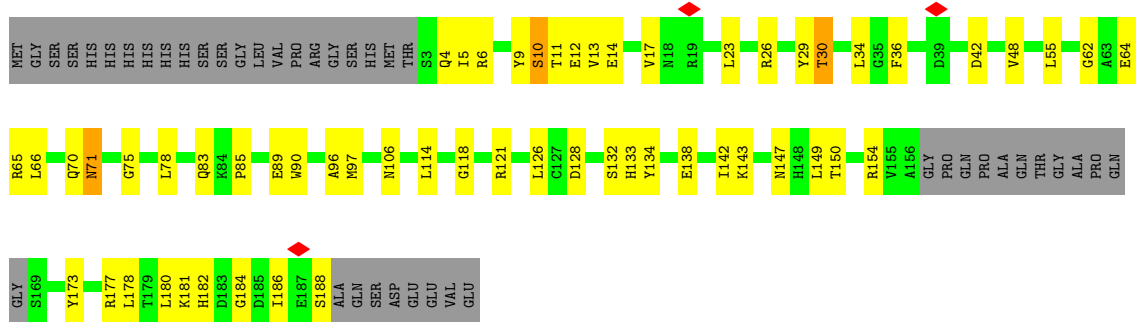 MET GLY SER SER HIS HIS HIS HIS HIS HIS SER SER GLY LEU VAL PRO ARG GLY SER HIS MET THR S3 Q4 I5 R6 Y9 S10 T11 E12 V13 E14 V17 N18 R19 L23 R26 Y29 T30 L34 G35 F36 D39 D42 V48 L55 G62 A63 E64
R65 L66 Q70 N71 G75 L78 Q83 K84 P85 E89 W90 A96 M97 N106 L114 G118 R121 L126 C127 D128 S132 H133 Y134 E138 I142 K143 N147 H148 L149 T150 R154 V155 A156 GLY PRO GLN PRO ALA GLN THR GLY ALA PRO GLN
GLY S169 Y173 R177 L178 T179 L180 K181 H182 D183 G184 D185 I186 E187 S188 ALA GLN SER ASP GLU GLU VAL GLU